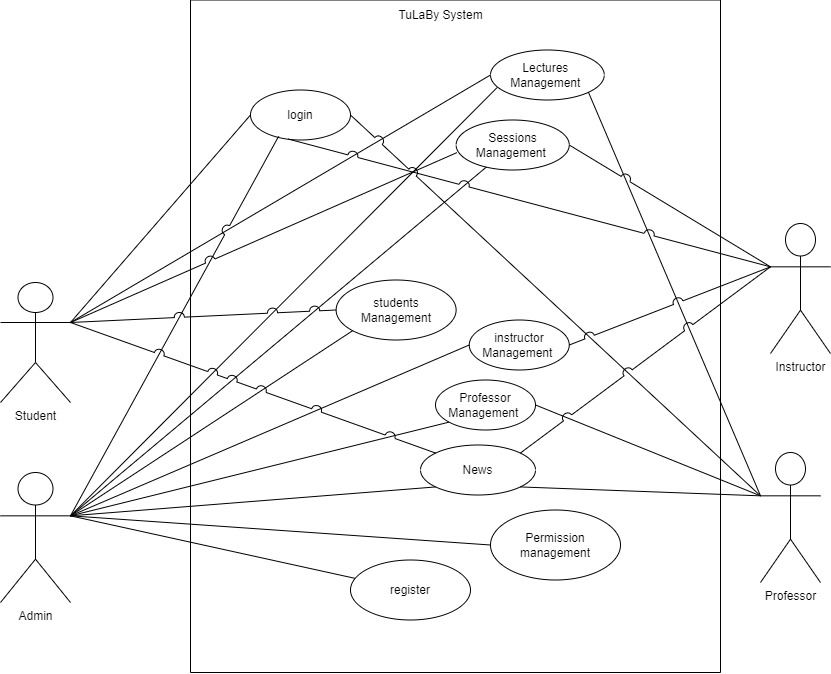 TuLaBy System
Lectures
Management
login
Sessions
Management
students
Management
instructor
Management
Instructor
Professor
Management
Student
News
Permission
management
register
Professor
Admin